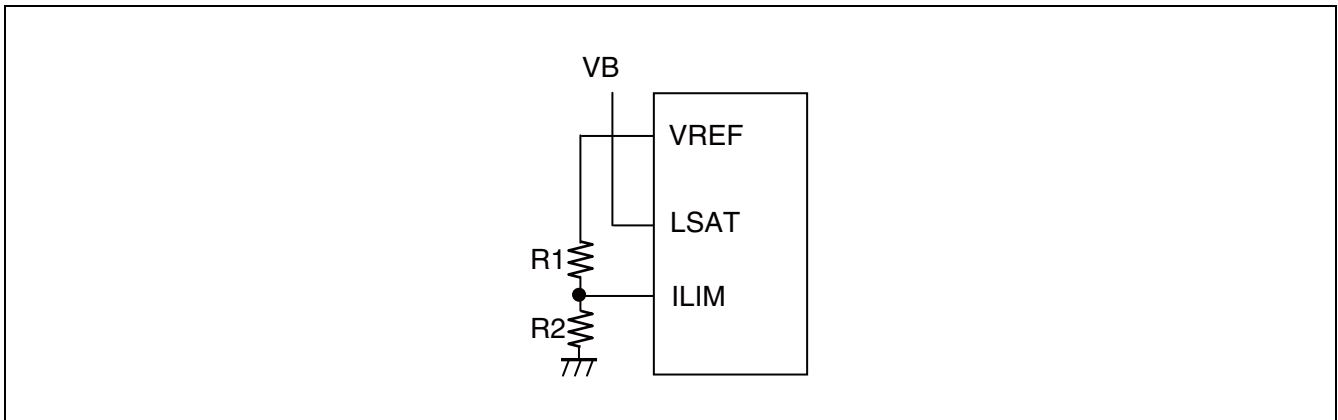 VB
VREF
LSAT
R1
ILIM
R2